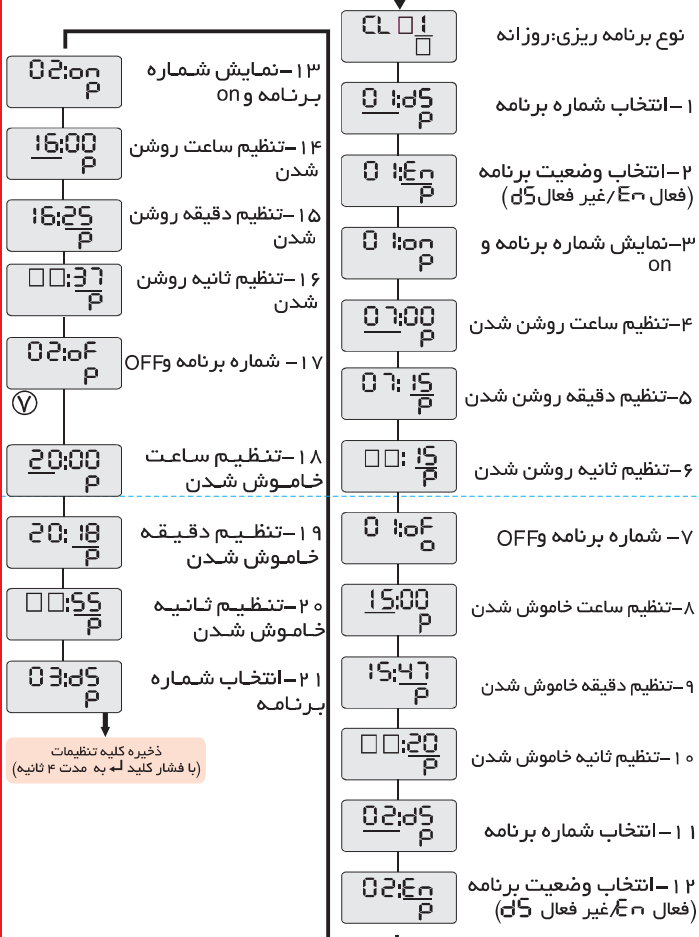 نوع برنامه ریزی:روزانه
CL □1
□
۱-انتخاب شماره برنامه
01:dS
P
۲-انتخاب وضعیت برنامه
(فعال En/غیر فعالdS)
01:En
P
۳-نمایش شماره برنامه و
on
01:on
P
۴-تنظیم ساعت روشن شدن
07:00
P
۵-تنظیم دقیقه روشن شدن
07:15
P
۶-تنظیم ثانیه روشن شدن
□□:15
P
۷- شماره برنامه وOFF
01:oF
o
۸-تنظیم ساعت خاموش شدن
15:00
P
۹-تنظیم دقیقه خاموش شدن
15:47
P
۱۰-تنظیم ثانیه خاموش شدن
□□:20
P
۱۱-انتخاب شماره برنامه
02:dS
P
۱۲-انتخاب وضعیت برنامه
(فعال En/غیر فعال dS)
02:En
P
۱۳-نمایش شماره
برنامه وon
02:on
P
۱۴-تنظیم ساعت روشن
شدن
16:00
P
۱۵-تنظیم دقیقه روشن
شدن
16:25
P
۱۶-تنظیم ثانیه روشن
شدن
□□:37
P
۱۷- شماره برنامه وOFF
02:oF
P
۷
۱۸-تنظیم ساعت
خاموش شدن
20:00
P
۱۹-تنظیم دقیقه
خاموش شدن
20:18
P
۲۰-تنظیم ثانیه
خاموش شدن
□□:55
P
۲۱-انتخاب شماره
برنامه
03:dS
P
ذخیره کلیه تنظیمات
(با فشار کلید ↵ به مدت ۴ ثانیه)